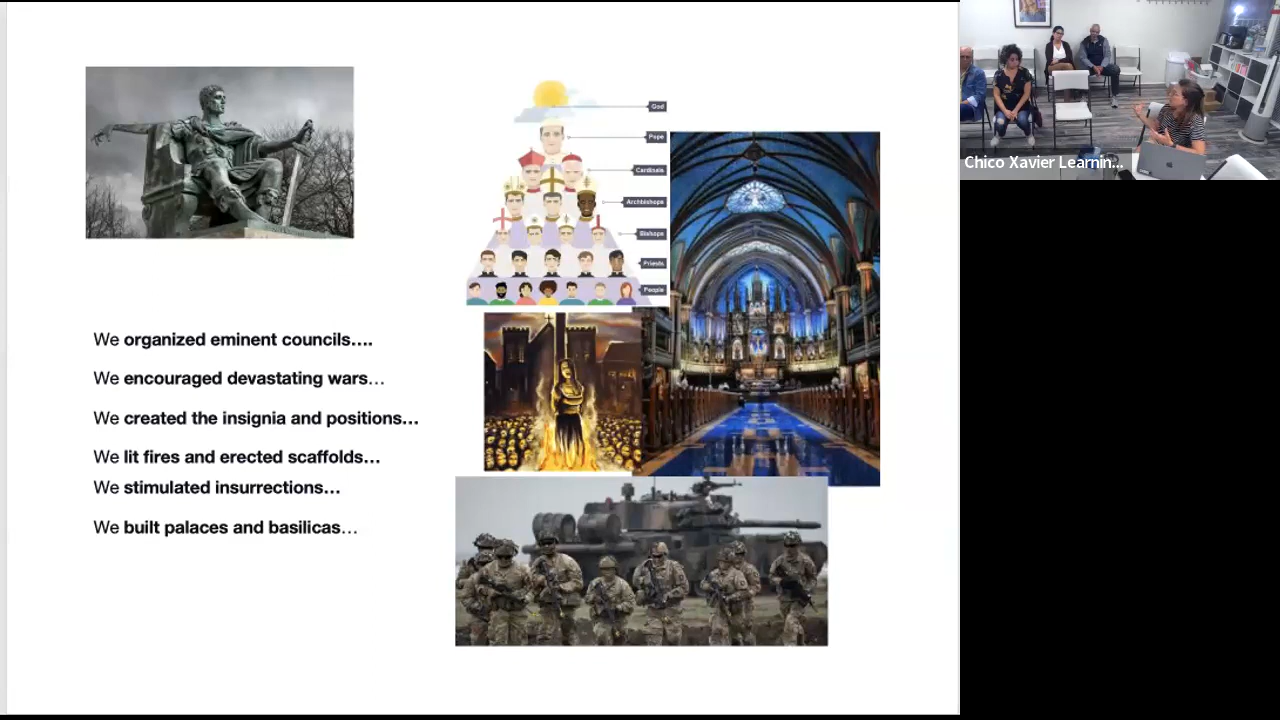 We organized eminent councils....
We encouraged devastating wars...
We created the insignia and positions...
We lit fires and erected scaffolds...
We stimulated insurrections...
We built palaces and basilicas...
God
Pope
Cardinals
Archbishops
Bishops
Priests
People
Chico Xavier Learnin...